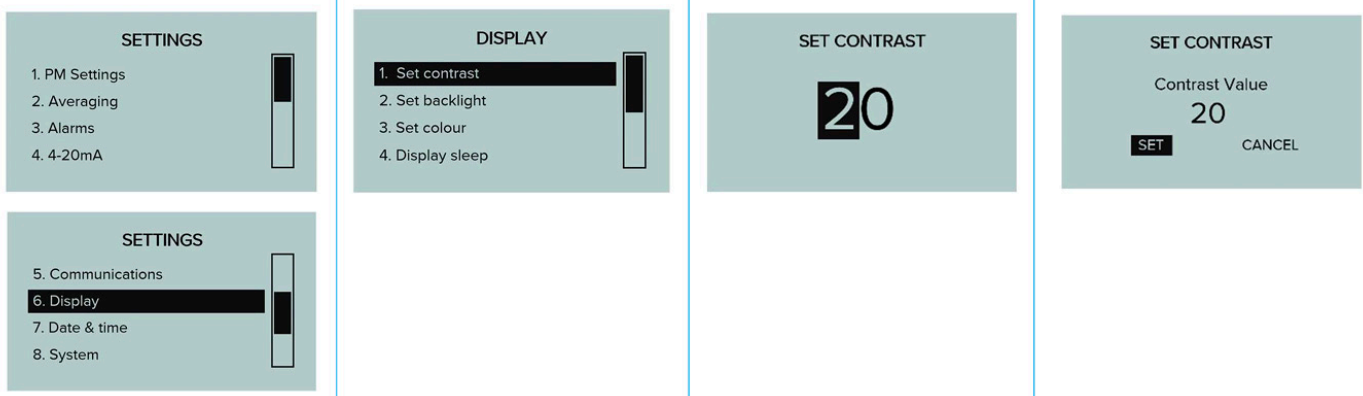 SETTINGS
1. PM Settings
2. Averaging
3. Alarms
4. 4-20mA
SETTINGS
5. Communications
6. Display
7. Date & time
8. System
DISPLAY
1. Set contrast
2. Set backlight
3. Set colour
4. Display sleep
SET CONTRAST
20
SET CONTRAST
Contrast Value
20
SET CANCEL